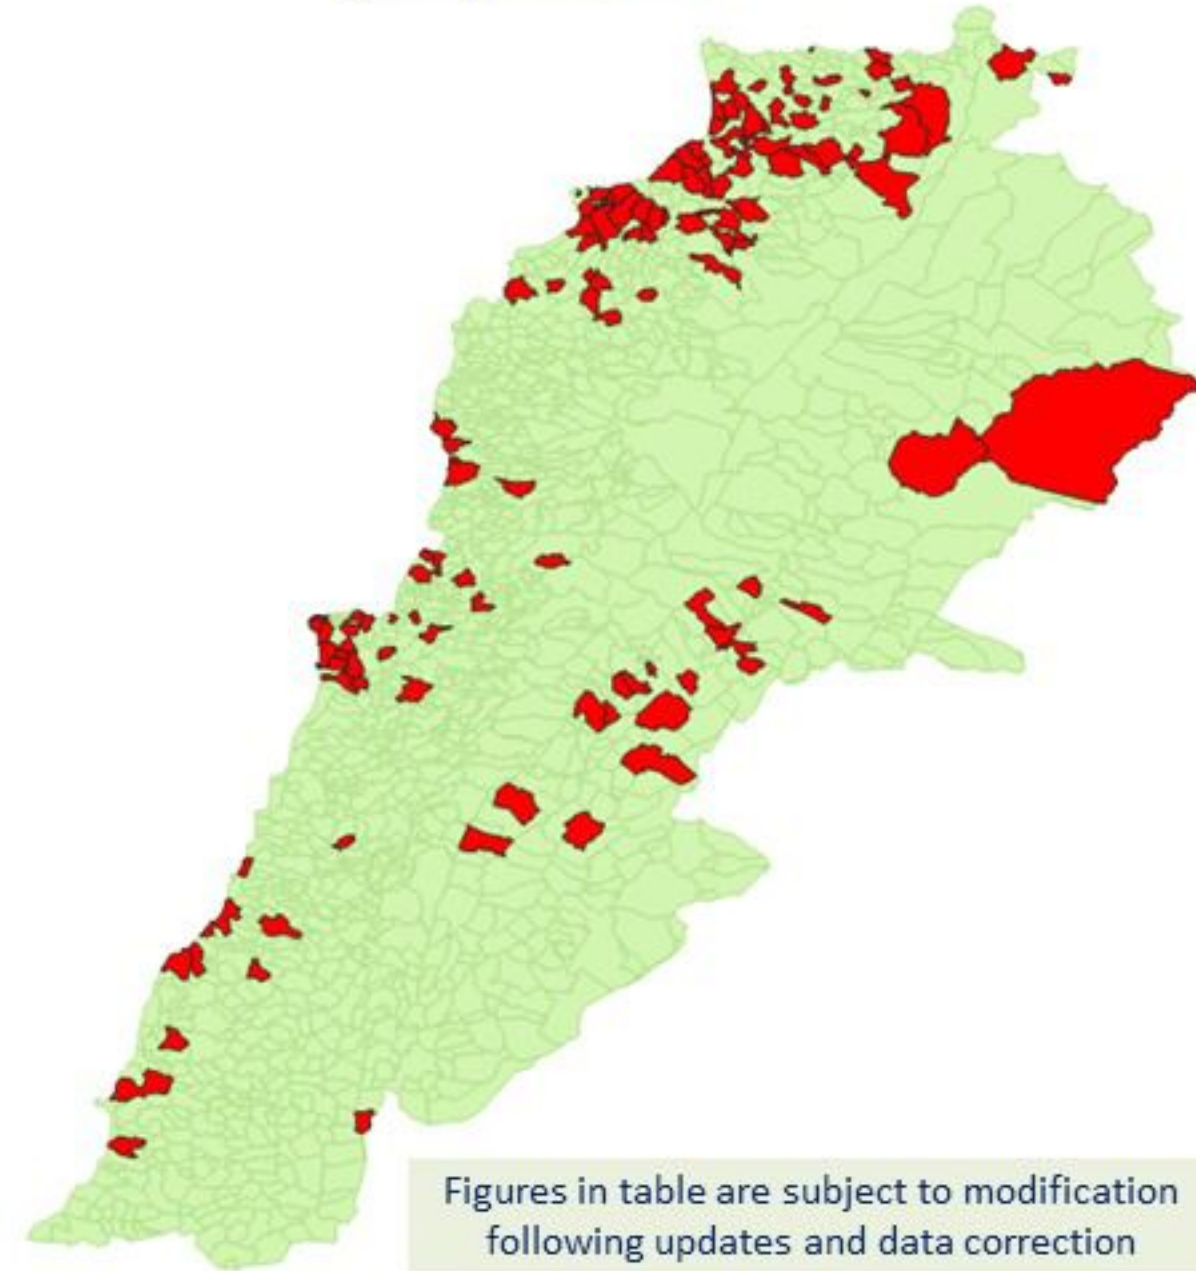 Figures in table are subject to modification
following updates and data correction